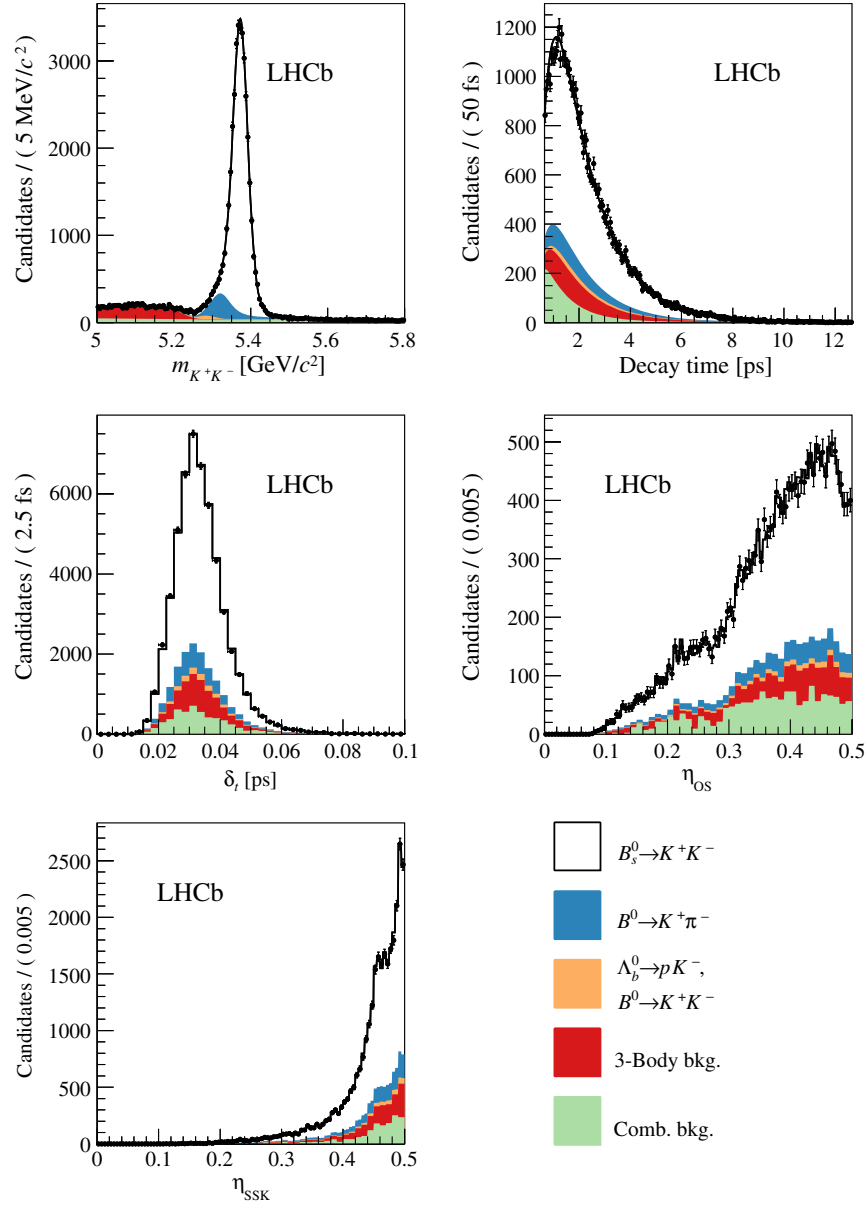 Candidates / ( 5 MeV/c² )
3000
2000
1000
0
LHCb
5 5.2 5.4 5.6 5.8
m_{K⁺K⁻} [GeV/c²]
Candidates / ( 50 fs )
1200
1000
800
600
400
200
0
LHCb
2 4 6 8 10 12
Decay time [ps]
Candidates / ( 2.5 fs )
6000
4000
2000
0
LHCb
0 0.02 0.04 0.06 0.08 0.1
δ_t [ps]
Candidates / ( 0.005 )
500
400
300
200
100
0
LHCb
0 0.1 0.2 0.3 0.4 0.5
η_OS
Candidates / ( 0.005 )
2500
2000
1500
1000
500
0
LHCb
0 0.1 0.2 0.3 0.4 0.5
η_SSK
B_s^0→K⁺K⁻
B⁰→K⁺π⁻
Λ_b^0→pK⁻,
B⁰→K⁺K⁻
3-Body bkg.
Comb. bkg.